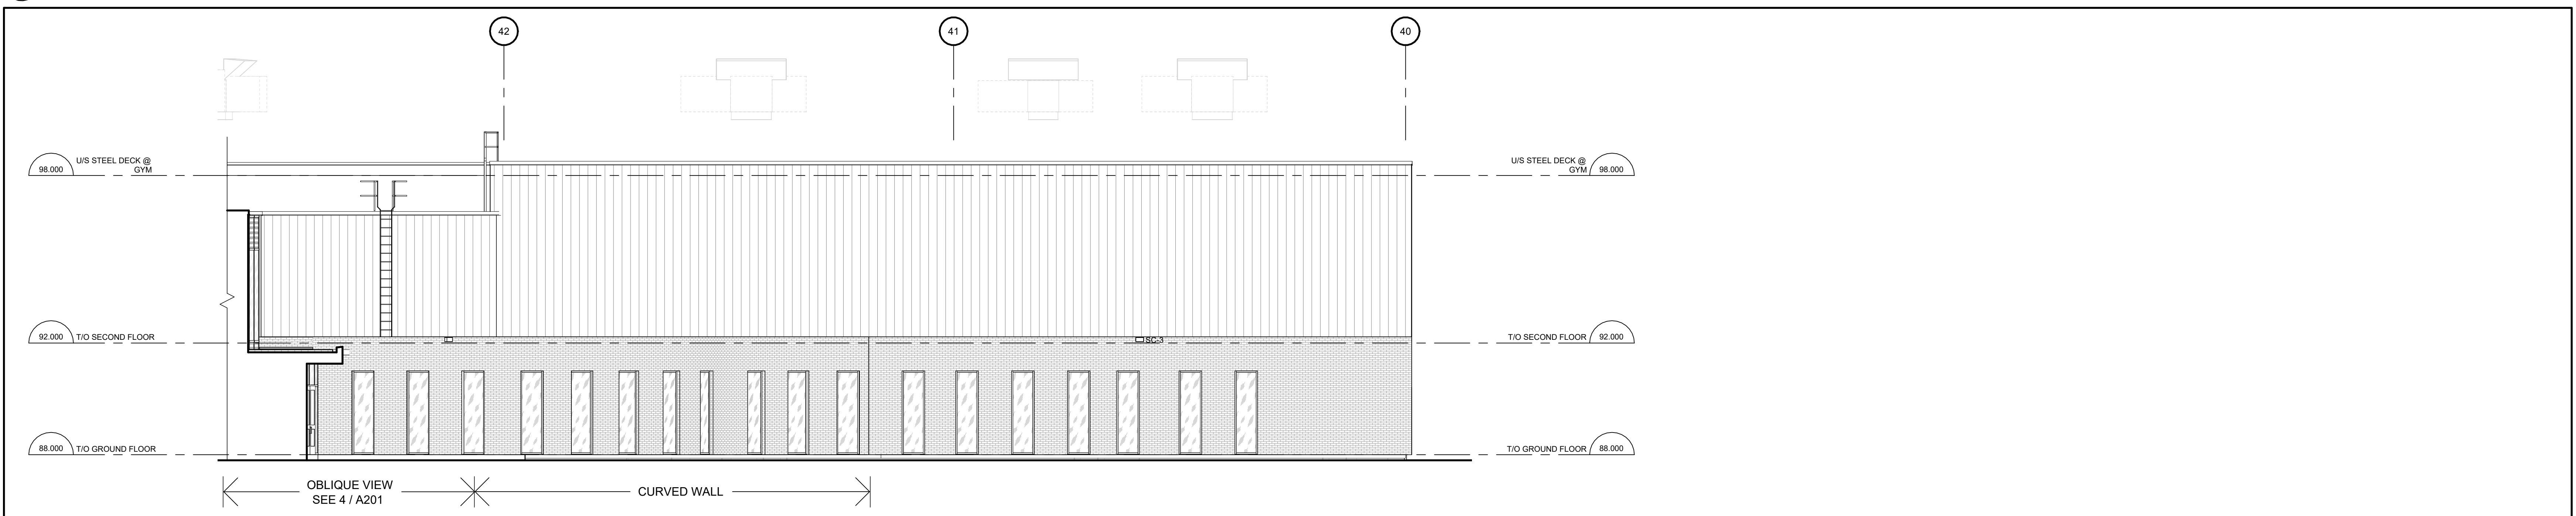 42
41
40
U/S STEEL DECK @
GYM
98.000
U/S STEEL DECK @
GYM
98.000
92.000
T/O SECOND FLOOR
SC-3
T/O SECOND FLOOR
92.000
88.000
T/O GROUND FLOOR
T/O GROUND FLOOR
88.000
OBLIQUE VIEW
SEE 4 / A201
CURVED WALL